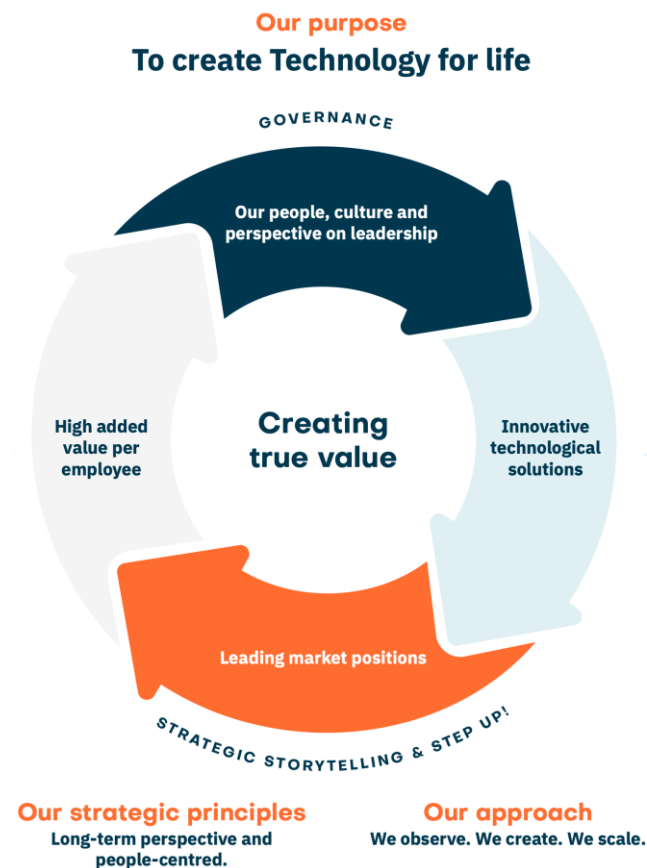 Our purpose
To create Technology for life
GOVERNANCE
Our people, culture and
perspective on leadership
High added
value per
employee
Creating
true value
Innovative
technological
solutions
Leading market positions
STRATEGIC STORYTELLING & STEP UP!
Our strategic principles
Long-term perspective and
people-centred.
Our approach
We observe. We create. We scale.